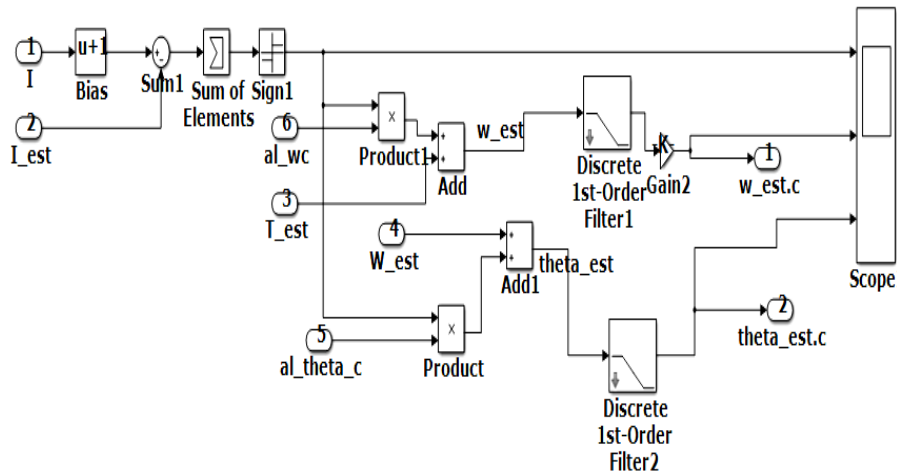 1
I
u+1
Bias
+
-
Sum1
Σ
Sum of
Elements
Sign1
2
I_est
6
al_wc
×
Product1
+
+
Add
w_est
Discrete
1st-Order
Filter1
-K-
Gain2
1
w_est.c
3
T_est
4
W_est
+
+
Add1
theta_est
Scope
5
al_theta_c
×
Product
2
theta_est.c
Discrete
1st-Order
Filter2